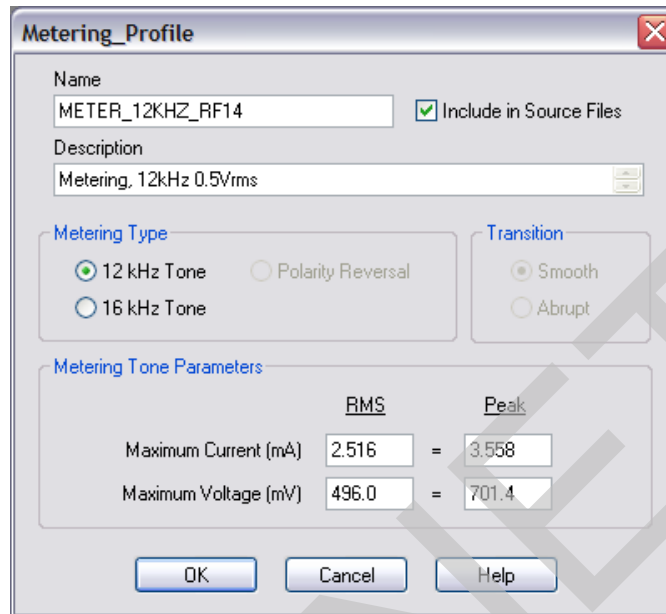 Metering_Profile
Name
METER_12KHZ_RF14
Include in Source Files
Description
Metering, 12kHz 0.5Vrms
Metering Type
12 kHz Tone
Polarity Reversal
16 kHz Tone
Transition
Smooth
Abrupt
Metering Tone Parameters
RMS Peak
Maximum Current (mA) 2.516 = 3.558
Maximum Voltage (mV) 496.0 = 701.4
OK Cancel Help